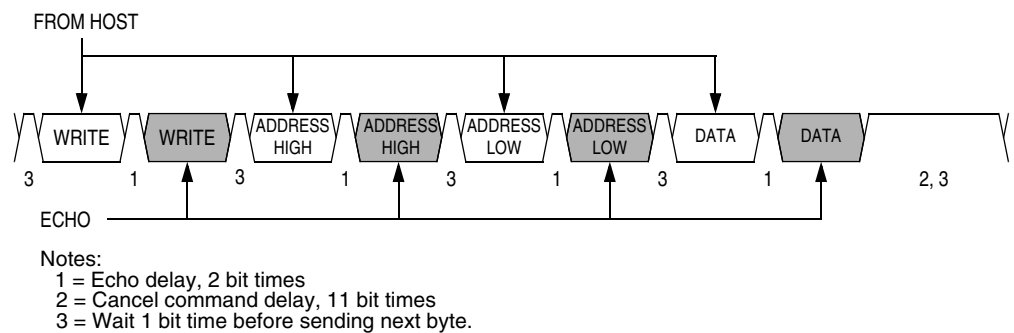 FROM HOST
WRITE WRITE ADDRESS HIGH ADDRESS HIGH ADDRESS LOW ADDRESS LOW DATA DATA
3 1 3 1 3 1 3 1 2, 3
ECHO
Notes:
1 = Echo delay, 2 bit times
2 = Cancel command delay, 11 bit times
3 = Wait 1 bit time before sending next byte.